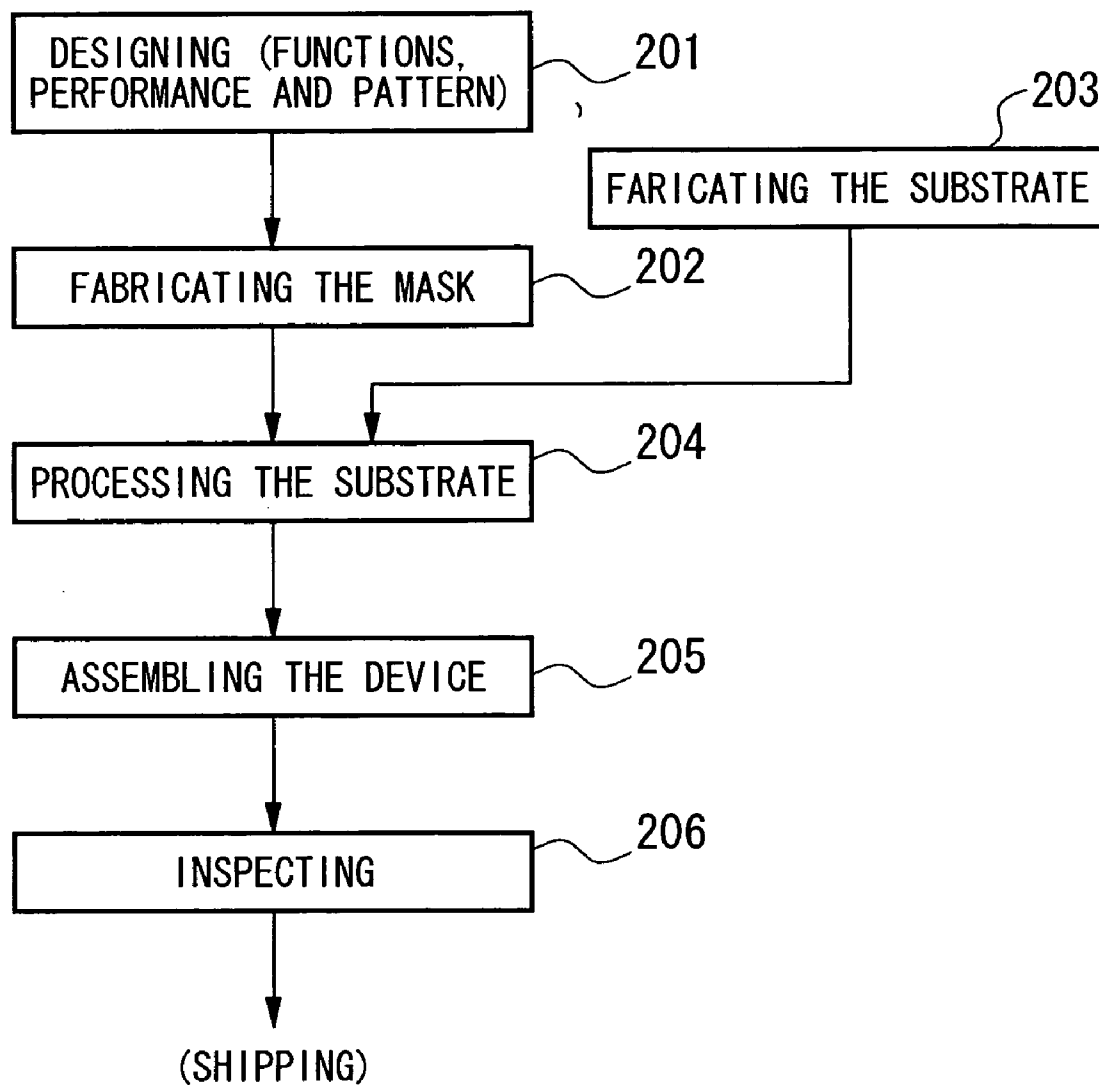 DESIGNING (FUNCTIONS,
PERFORMANCE AND PATTERN)
201
203
FARICATING THE SUBSTRATE
FABRICATING THE MASK
202
PROCESSING THE SUBSTRATE
204
ASSEMBLING THE DEVICE
205
INSPECTING
206
(SHIPPING)